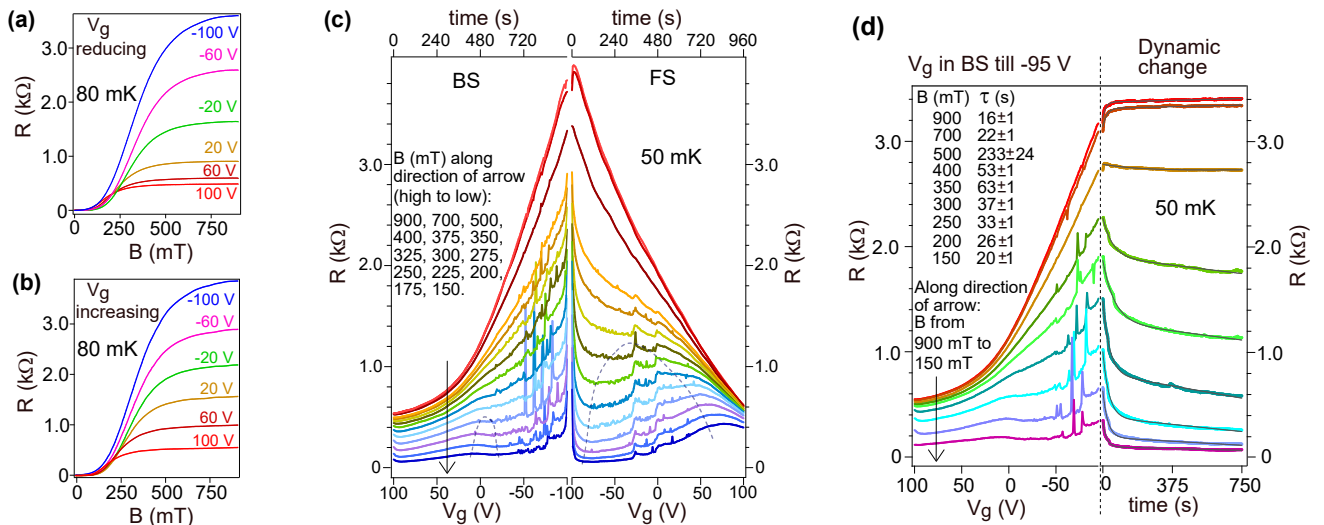 (a)
Vg
reducing
80 mK
-100 V
-60 V
-20 V
20 V
60 V
100 V
R (kΩ)
3.0
2.0
1.0
0
0 250 500 750
B (mT)
(b)
Vg
increasing
80 mK
-100 V
-60 V
-20 V
20 V
60 V
100 V
R (kΩ)
3.0
2.0
1.0
0
0 250 500 750
B (mT)
(c)
time (s) time (s)
0 240 480 720 0 240 480 720 960
BS FS
50 mK
B (mT) along
direction of arrow
(high to low):
900, 700, 500,
400, 375, 350,
325, 300, 275,
250, 225, 200,
175, 150.
R (kΩ)
3.0
2.0
1.0
0
3.0
2.0
1.0
0
R (kΩ)
100 50 0 -50 -100 -50 0 50 100
Vg (V) Vg (V)
(d)
Vg in BS till -95 V
Dynamic
change
B (mT) τ (s)
900 16±1
700 22±1
500 233±24
400 53±1
350 63±1
300 37±1
250 33±1
200 26±1
150 20±1
50 mK
Along direction
of arrow:
B from
900 mT to
150 mT
R (kΩ)
3.0
2.0
1.0
0
3.0
2.0
1.0
0
R (kΩ)
100 50 0 -50 0 375 750
Vg (V) time (s)